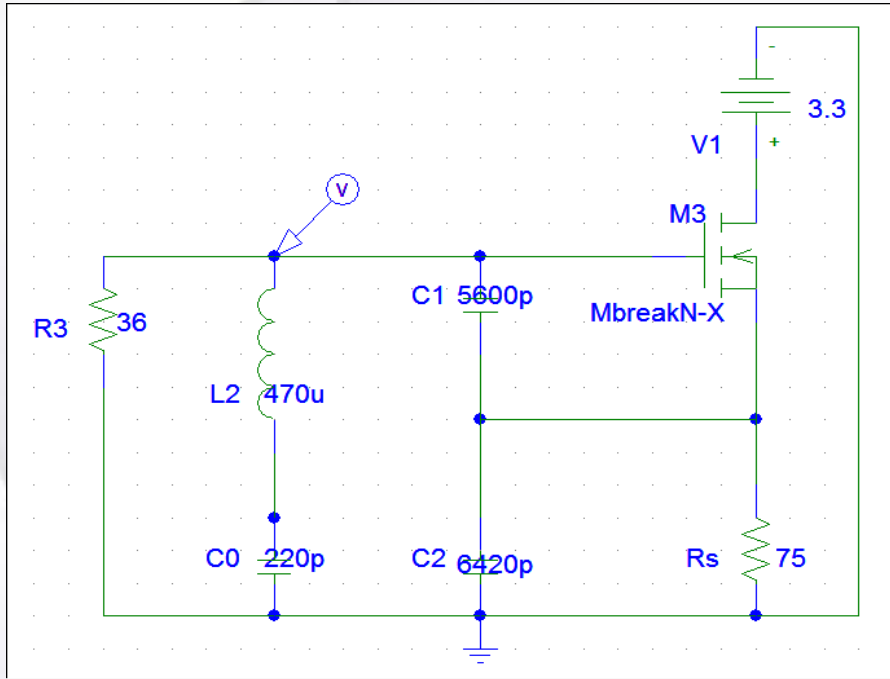 -
3.3
V1
+
V
M3
C1 5600p
MbreakN-X
R3
36
L2 470u
C0 220p
C2 6420p
Rs
75